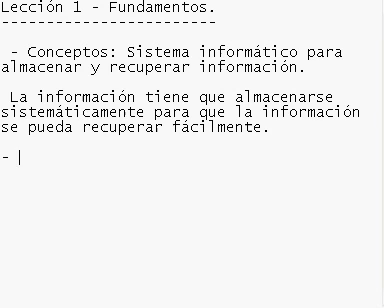 Lección 1 - Fundamentos.
-----------------------
- Conceptos: Sistema informático para
almacenar y recuperar información.
La información tiene que almacenarse
sistemáticamente para que la información
se pueda recuperar fácilmente.
-